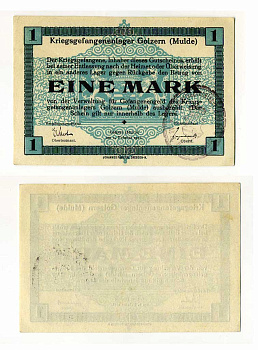 1 1
Kriegsgefangenenlager Golzern (Mulde)
Der Kriegsgefangene, Inhaber dieses Gutscheins, erhält
bei seiner Entlassung nach der Heimat oder Überweisung
in ein anderes Lager gegen Rückgabe den Betrag von
EINE MARK
von der Verwaltung für Gefangenengeld des Kriegs-
gefangenenlagers Golzern (Mulde) ausbezahlt. Der
Schein gilt nur innerhalb des Lagers.
1 1